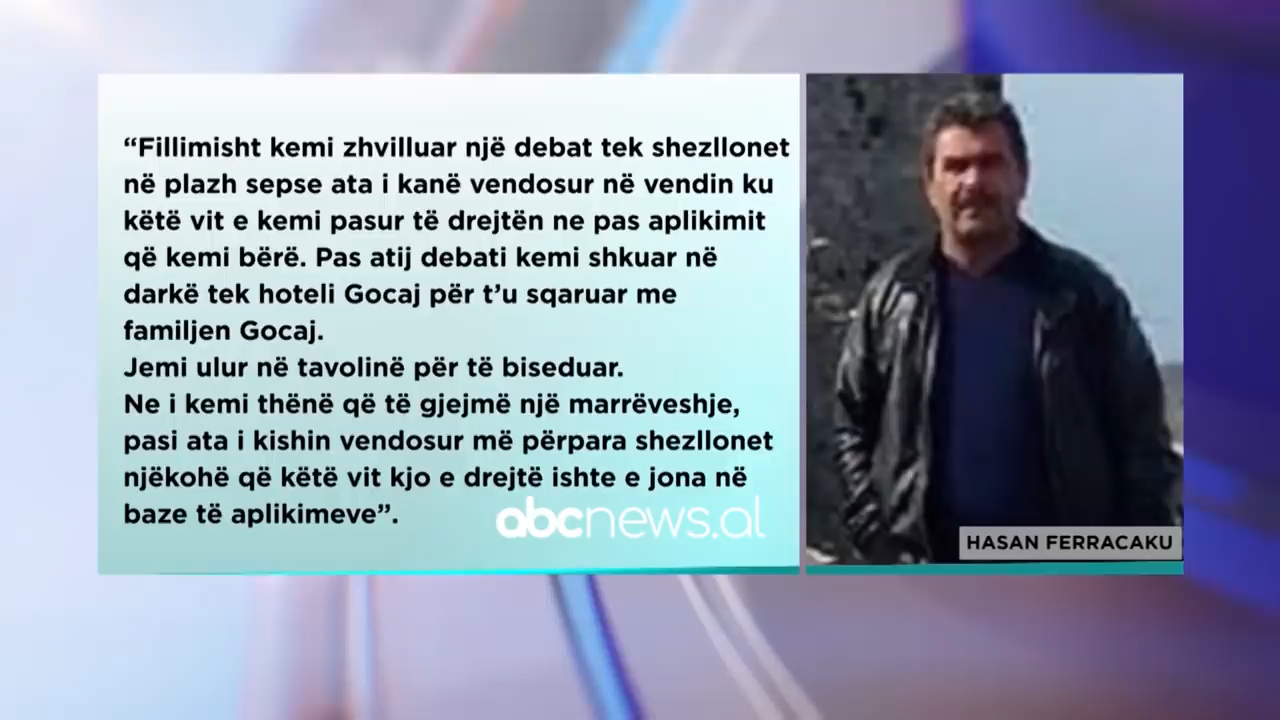 “Fillimisht kemi zhvilluar një debat tek shezllonet
në plazh sepse ata i kanë vendosur në vendin ku
këtë vit e kemi pasur të drejtën ne pas aplikimit
që kemi bërë. Pas atij debati kemi shkuar në
darkë tek hoteli Gocaj për t’u sqaruar me
familjen Gocaj.
Jemi ulur në tavolinë për të biseduar.
Ne i kemi thënë që të gjejmë një marrëveshje,
pasi ata i kishin vendosur më përpara shezllonet
njëkohë që këtë vit kjo e drejtë ishte e jona në
baze të aplikimeve”.
abcnews.al
HASAN FERRACAKU